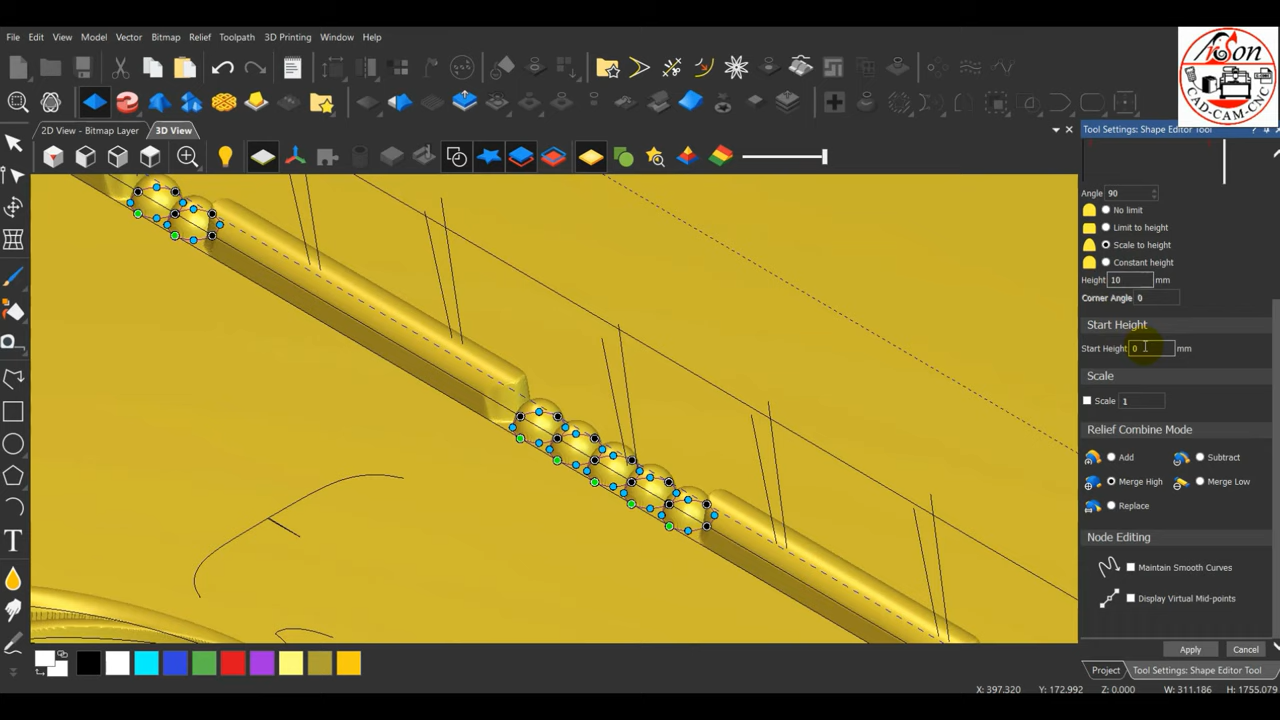 File Edit View Model Vector Bitmap Relief Toolpath 3D Printing Window Help
ArSon
CAD-CAM-CNC
2D View - Bitmap Layer 3D View
Tool Settings: Shape Editor Tool
Angle 90
No limit
Limit to height
Scale to height
Constant height
Height 10 mm
Corner Angle 0
Start Height
Start Height 0 mm
Scale
Scale 1
Relief Combine Mode
Add Subtract
Merge High Merge Low
Replace
Node Editing
Maintain Smooth Curves
Display Virtual Mid-points
Apply Cancel
Project Tool Settings: Shape Editor Tool
X: 397.320 Y: 172.992 Z: 0.000 W: 311.186 H: 1755.079